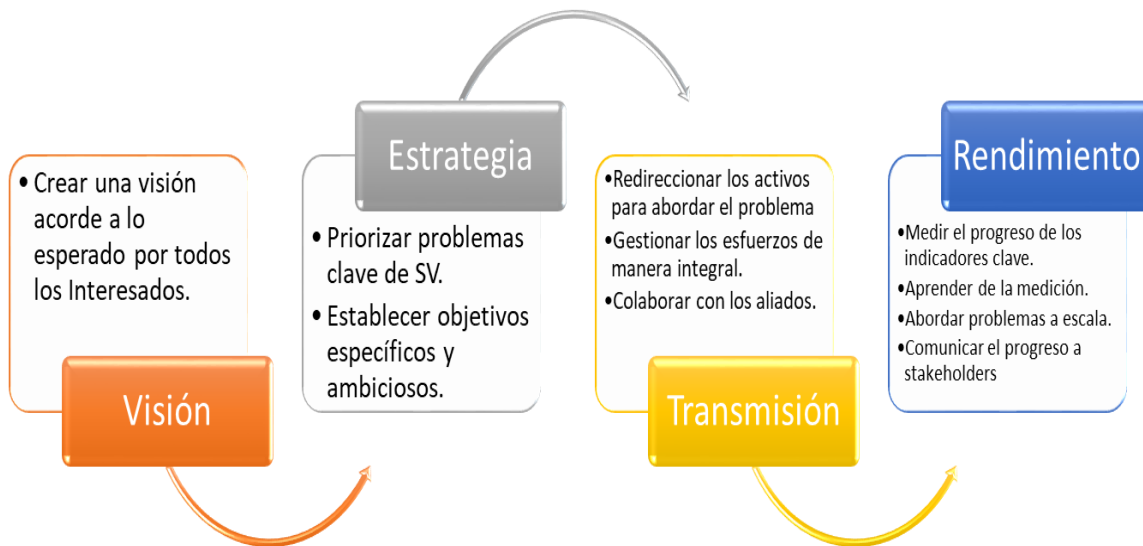 • Crear una visión
acorde a lo
esperado por todos
los Interesados.
Visión
Estrategia
• Priorizar problemas
clave de SV.
• Establecer objetivos
específicos y
ambiciosos.
•Redireccionar los activos
para abordar el problema
•Gestionar los esfuerzos de
manera integral.
•Colaborar con los aliados.
Transmisión
Rendimiento
•Medir el progreso de los
indicadores clave.
•Aprender de la medición.
•Abordar problemas a escala.
•Comunicar el progreso a
stakeholders